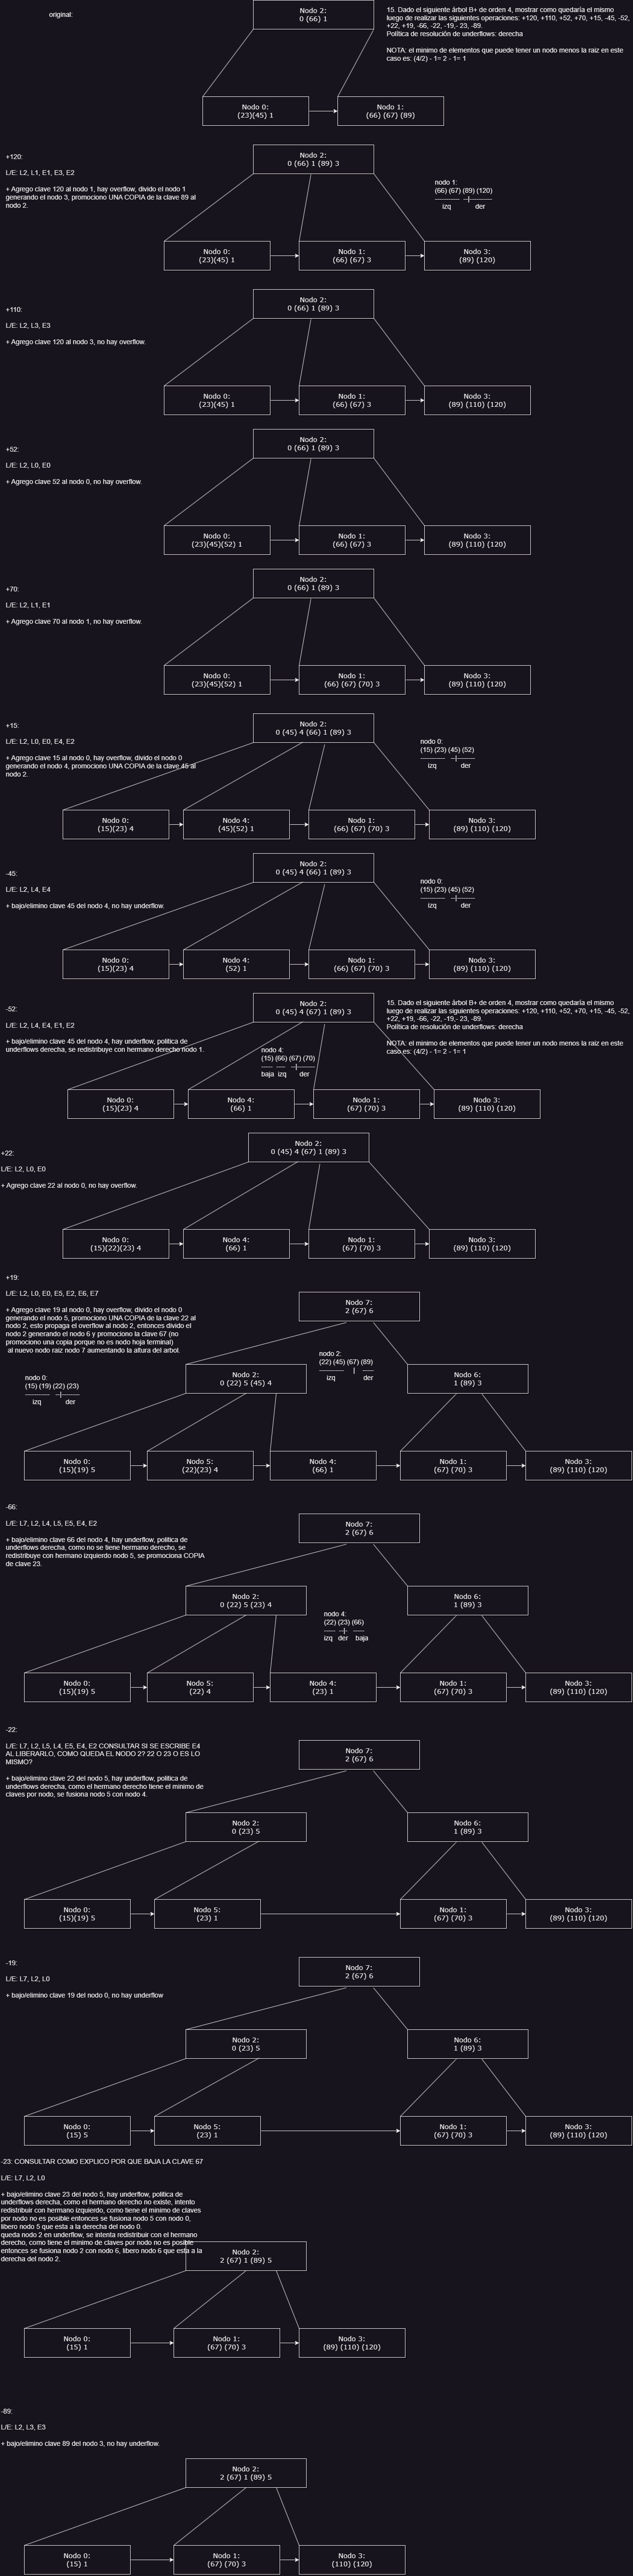 original:
Nodo 2:
0 (66) 1
15. Dado el siguiente árbol B+ de orden 4, mostrar como quedaría el mismo
luego de realizar las siguientes operaciones: +120, +110, +52, +70, +15, -45, -52,
+22, +19, -66, -22, -19,- 23, -89.
Política de resolución de underflows: derecha
NOTA: el minimo de elementos que puede tener un nodo menos la raiz en este
caso es: (4/2) - 1= 2 - 1= 1
Nodo 0:
(23)(45) 1
Nodo 1:
(66) (67) (89)
+120:
L/E: L2, L1, E1, E3, E2
+ Agrego clave 120 al nodo 1, hay overflow, divido el nodo 1
generando el nodo 3, promociono UNA COPIA de la clave 89 al
nodo 2.
Nodo 2:
0 (66) 1 (89) 3
nodo 1:
(66) (67) (89) (120)
------------ --|----------
izq der
Nodo 0:
(23)(45) 1
Nodo 1:
(66) (67) 3
Nodo 3:
(89) (120)
+110:
L/E: L2, L3, E3
+ Agrego clave 120 al nodo 3, no hay overflow.
Nodo 2:
0 (66) 1 (89) 3
Nodo 0:
(23)(45) 1
Nodo 1:
(66) (67) 3
Nodo 3:
(89) (110) (120)
+52:
L/E: L2, L0, E0
+ Agrego clave 52 al nodo 0, no hay overflow.
Nodo 2:
0 (66) 1 (89) 3
Nodo 0:
(23)(45)(52) 1
Nodo 1:
(66) (67) 3
Nodo 3:
(89) (110) (120)
+70:
L/E: L2, L1, E1
+ Agrego clave 70 al nodo 1, no hay overflow.
Nodo 2:
0 (66) 1 (89) 3
Nodo 0:
(23)(45)(52) 1
Nodo 1:
(66) (67) (70) 3
Nodo 3:
(89) (110) (120)
+15:
L/E: L2, L0, E0, E4, E2
+ Agrego clave 15 al nodo 0, hay overflow, divido el nodo 0
generando el nodo 4, promociono UNA COPIA de la clave 45 al
nodo 2.
Nodo 2:
0 (45) 4 (66) 1 (89) 3
nodo 0:
(15) (23) (45) (52)
------------ --|---------
izq der
Nodo 0:
(15)(23) 4
Nodo 4:
(45)(52) 1
Nodo 1:
(66) (67) (70) 3
Nodo 3:
(89) (110) (120)
-45:
L/E: L2, L4, E4
+ bajo/elimino clave 45 del nodo 4, no hay underflow.
Nodo 2:
0 (45) 4 (66) 1 (89) 3
nodo 0:
(15) (23) (45) (52)
------------ --|---------
izq der
Nodo 0:
(15)(23) 4
Nodo 4:
(52) 1
Nodo 1:
(66) (67) (70) 3
Nodo 3:
(89) (110) (120)
-52:
L/E: L2, L4, E4, E1, E2
+ bajo/elimino clave 45 del nodo 4, hay underflow, politica de
underflows derecha, se redistribuye con hermano derecho nodo 1.
Nodo 2:
0 (45) 4 (67) 1 (89) 3
15. Dado el siguiente árbol B+ de orden 4, mostrar como quedaría el mismo
luego de realizar las siguientes operaciones: +120, +110, +52, +70, +15, -45, -52,
+22, +19, -66, -22, -19,- 23, -89.
Política de resolución de underflows: derecha
NOTA: el minimo de elementos que puede tener un nodo menos la raiz en este
caso es: (4/2) - 1= 2 - 1= 1
nodo 4:
(15) (66) (67) (70)
----- ---- --|---------
baja izq der
Nodo 0:
(15)(23) 4
Nodo 4:
(66) 1
Nodo 1:
(67) (70) 3
Nodo 3:
(89) (110) (120)
+22:
L/E: L2, L0, E0
+ Agrego clave 22 al nodo 0, no hay overflow.
Nodo 2:
0 (45) 4 (67) 1 (89) 3
Nodo 0:
(15)(22)(23) 4
Nodo 4:
(66) 1
Nodo 1:
(67) (70) 3
Nodo 3:
(89) (110) (120)
+19:
L/E: L2, L0, E0, E5, E2, E6, E7
+ Agrego clave 19 al nodo 0, hay overflow, divido el nodo 0
generando el nodo 5, promociono UNA COPIA de la clave 22 al
nodo 2, esto propaga el overflow al nodo 2, entonces divido el
nodo 2 generando el nodo 6 y promociono la clave 67 (no
promociono una copia porque no es nodo hoja terminal)
al nuevo nodo raiz nodo 7 aumentando la altura del arbol.
Nodo 7:
2 (67) 6
nodo 0:
(15) (19) (22) (23)
------------ --|---------
izq der
Nodo 2:
0 (22) 5 (45) 4
nodo 2:
(22) (45) (67) (89)
------------ | -----
izq der
Nodo 6:
1 (89) 3
Nodo 0:
(15)(19) 5
Nodo 5:
(22)(23) 4
Nodo 4:
(66) 1
Nodo 1:
(67) (70) 3
Nodo 3:
(89) (110) (120)
-66:
L/E: L7, L2, L4, L5, E5, E4, E2
+ bajo/elimino clave 66 del nodo 4, hay underflow, politica de
underflows derecha, como no se tiene hermano derecho, se
redistribuye con hermano izquierdo nodo 5, se promociona COPIA
de clave 23.
Nodo 7:
2 (67) 6
Nodo 2:
0 (22) 5 (23) 4
nodo 4:
(22) (23) (66)
----- --|-- -----
izq der baja
Nodo 6:
1 (89) 3
Nodo 0:
(15)(19) 5
Nodo 5:
(22) 4
Nodo 4:
(23) 1
Nodo 1:
(67) (70) 3
Nodo 3:
(89) (110) (120)
-22:
L/E: L7, L2, L5, L4, E5, E4, E2 CONSULTAR SI SE ESCRIBE E4
AL LIBERARLO, COMO QUEDA EL NODO 2? 22 O 23 O ES LO
MISMO?
+ bajo/elimino clave 22 del nodo 5, hay underflow, politica de
underflows derecha, como el hermano derecho tiene el minimo de
claves por nodo, se fusiona nodo 5 con nodo 4.
Nodo 7:
2 (67) 6
Nodo 2:
0 (23) 5
Nodo 6:
1 (89) 3
Nodo 0:
(15)(19) 5
Nodo 5:
(23) 1
Nodo 1:
(67) (70) 3
Nodo 3:
(89) (110) (120)
-19:
L/E: L7, L2, L0
+ bajo/elimino clave 19 del nodo 0, no hay underflow
Nodo 7:
2 (67) 6
Nodo 2:
0 (23) 5
Nodo 6:
1 (89) 3
Nodo 0:
(15) 5
Nodo 5:
(23) 1
Nodo 1:
(67) (70) 3
Nodo 3:
(89) (110) (120)
-23: CONSULTAR COMO EXPLICO POR QUE BAJA LA CLAVE 67
L/E: L7, L2, L0
+ bajo/elimino clave 23 del nodo 5, hay underflow, politica de
underflows derecha, como el hermano derecho no existe, intento
redistribuir con hermano izquierdo, como tiene el minimo de claves
por nodo no es posible entonces se fusiona nodo 5 con nodo 0,
libero nodo 5 que esta a la derecha del nodo 0.
queda nodo 2 en underflow, se intenta redistribuir con el hermano
derecho, como tiene el minimo de claves por nodo no es posible
entonces se fusiona nodo 2 con nodo 6, libero nodo 6 que esta a la
derecha del nodo 2.
Nodo 2:
2 (67) 1 (89) 5
Nodo 0:
(15) 1
Nodo 1:
(67) (70) 3
Nodo 3:
(89) (110) (120)
-89:
L/E: L2, L3, E3
+ bajo/elimino clave 89 del nodo 3, no hay underflow.
Nodo 2:
2 (67) 1 (89) 5
Nodo 0:
(15) 1
Nodo 1:
(67) (70) 3
Nodo 3:
(110) (120)